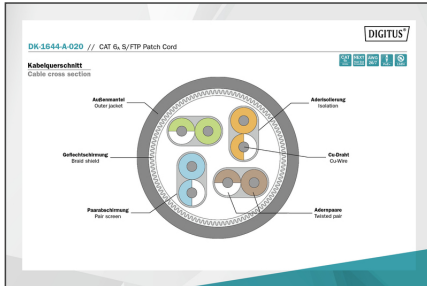 DIGITUS®
DK-1644-A-020 // CAT 6A S/FTP Patch Cord
Kabelquerschnitt
Cable cross section
Außenmantel
Outer jacket
Aderisolierung
Isolation
Geflechtschirmung
Braid shield
Cu-Draht
Cu-Wire
Paarabschirmung
Pair screen
Adernpaare
Twisted pair